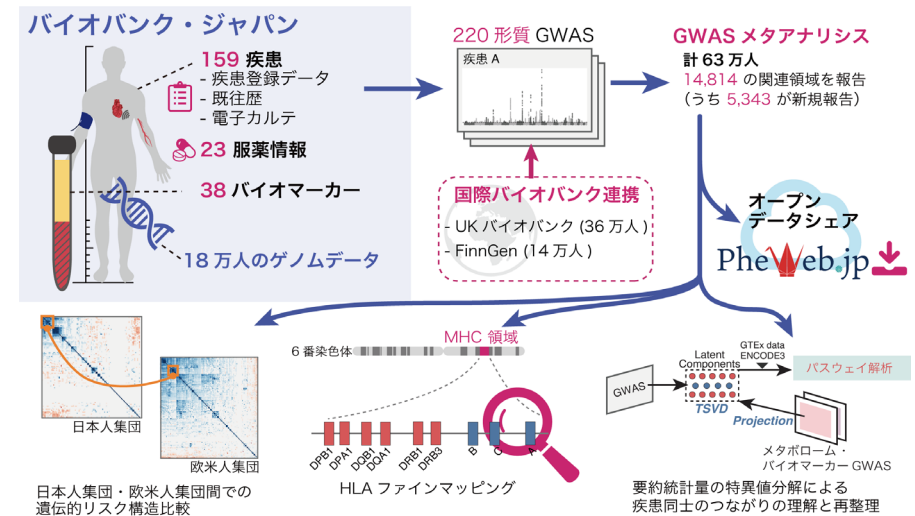 バイオバンク・ジャパン
159 疾患
- 疾患登録データ
- 既往歴
- 電子カルテ
23 服薬情報
38 バイオマーカー
18万人のゲノムデータ
220 形質 GWAS
疾患 A
国際バイオバンク連携
- UK バイオバンク (36 万人 )
- FinnGen (14 万人 )
GWAS メタアナリシス
計 63 万人
14,814 の関連領域を報告
（うち 5,343 が新規報告）
オープン
データシェア
PheWeb.jp
日本人集団
欧米人集団
日本人集団・欧米人集団間での
遺伝的リスク構造比較
MHC 領域
6 番染色体
DPB1
DPA1
DQB1
DQA1
DRB1
DRB3
B
C
A
HLA ファインマッピング
GWAS
Latent
Components
TSVD
GTEx data
ENCODE3
パスウェイ解析
Projection
メタボローム・
バイオマーカー GWAS
要約統計量の特異値分解による
疾患同士のつながりの理解と再整理